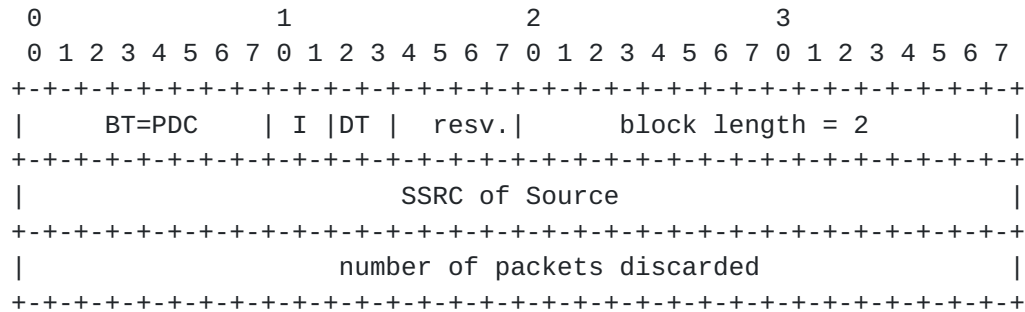 0               1               2               3
 0 1 2 3 4 5 6 7 0 1 2 3 4 5 6 7 0 1 2 3 4 5 6 7 0 1 2 3 4 5 6 7
+-+-+-+-+-+-+-+-+-+-+-+-+-+-+-+-+-+-+-+-+-+-+-+-+-+-+-+-+-+-+-+-+
|     BT=PDC    | I |DT |  resv.|      block length = 2         |
+-+-+-+-+-+-+-+-+-+-+-+-+-+-+-+-+-+-+-+-+-+-+-+-+-+-+-+-+-+-+-+-+
|                        SSRC of Source                         |
+-+-+-+-+-+-+-+-+-+-+-+-+-+-+-+-+-+-+-+-+-+-+-+-+-+-+-+-+-+-+-+-+
|                    number of packets discarded                |
+-+-+-+-+-+-+-+-+-+-+-+-+-+-+-+-+-+-+-+-+-+-+-+-+-+-+-+-+-+-+-+-+